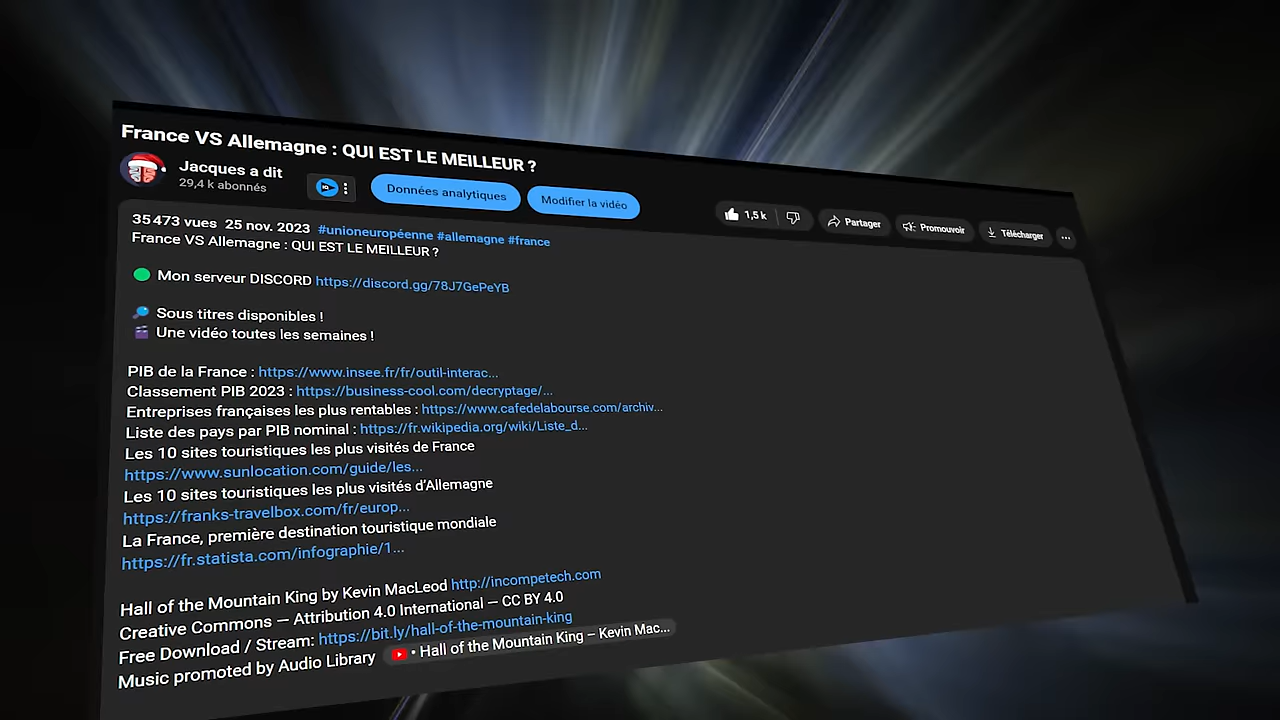 France VS Allemagne : QUI EST LE MEILLEUR ?
Jacques a dit
29,4 k abonnés
Données analytiques
Modifier la vidéo
1,5 k
Partager
Promouvoir
Télécharger
35 473 vues 25 nov. 2023 #unioneuropéenne #allemagne #france
France VS Allemagne : QUI EST LE MEILLEUR ?
Mon serveur DISCORD https://discord.gg/78J7GePeYB
Sous titres disponibles !
Une vidéo toutes les semaines !
PIB de la France : https://www.insee.fr/fr/outil-interac...
Classement PIB 2023 : https://business-cool.com/decryptage/...
Entreprises françaises les plus rentables : https://www.cafedelabourse.com/archiv...
Liste des pays par PIB nominal : https://fr.wikipedia.org/wiki/Liste_d...
Les 10 sites touristiques les plus visités de France
https://www.sunlocation.com/guide/les...
Les 10 sites touristiques les plus visités d'Allemagne
https://franks-travelbox.com/fr/europ...
La France, première destination touristique mondiale
https://fr.statista.com/infographie/1...
Hall of the Mountain King by Kevin MacLeod http://incompetech.com
Creative Commons — Attribution 4.0 International — CC BY 4.0
Free Download / Stream: https://bit.ly/hall-of-the-mountain-king
Music promoted by Audio Library • Hall of the Mountain King – Kevin Mac...